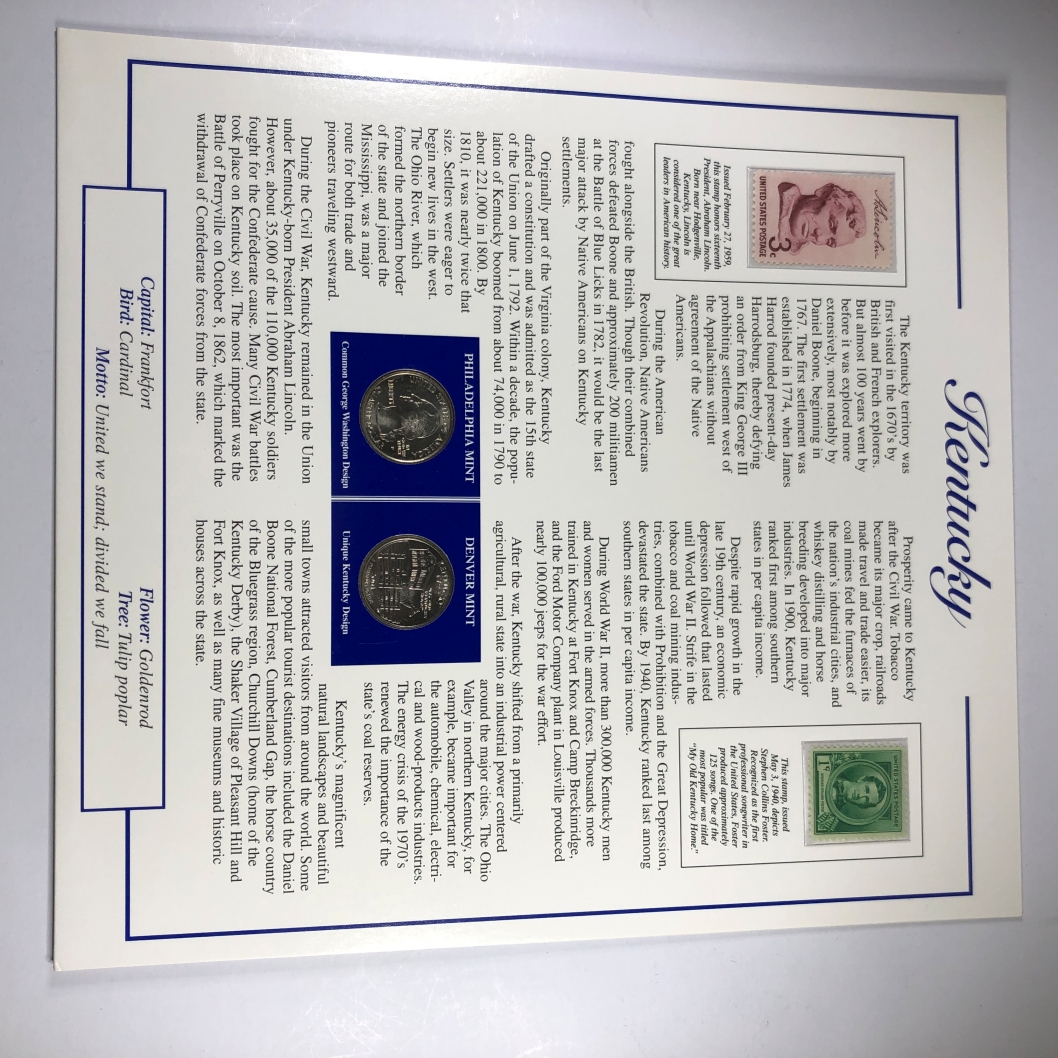 Kentucky
A. Lincoln
3c
UNITED STATES POSTAGE
Issued February 27, 1959,
this stamp honors sixteenth
President, Abraham Lincoln.
Born near Hodgenville,
Kentucky, Lincoln is
considered one of the great
leaders in American history.
The Kentucky territory was
first visited in the 1670's by
British and French explorers.
But almost 100 years went by
before it was explored more
extensively, most notably by
Daniel Boone, beginning in
1767. The first settlement was
established in 1774, when James
Harrod founded present-day
Harrodsburg, thereby defying
an order from King George III
prohibiting settlement west of
the Appalachians without
agreement of the Native
Americans.
During the American
Revolution, Native Americans
fought alongside the British. Though their combined
forces defeated Boone and approximately 200 militiamen
at the Battle of Blue Licks in 1782, it would be the last
major attack by Native Americans on Kentucky
settlements.
Originally part of the Virginia colony, Kentucky
drafted a constitution and was admitted as the 15th state
of the Union on June 1, 1792. Within a decade, the popu-
lation of Kentucky boomed from about 74,000 in 1790 to
about 221,000 in 1800. By
1810, it was nearly twice that
size. Settlers were eager to
begin new lives in the west.
The Ohio River, which
formed the northern border
of the state and joined the
Mississippi, was a major
route for both trade and
pioneers traveling westward.
During the Civil War, Kentucky remained in the Union
under Kentucky-born President Abraham Lincoln.
However, about 35,000 of the 110,000 Kentucky soldiers
fought for the Confederate cause. Many Civil War battles
took place on Kentucky soil. The most important was the
Battle of Perryville on October 8, 1862, which marked the
withdrawal of Confederate forces from the state.
PHILADELPHIA MINT
LIBERTY
Common George Washington Design
DENVER MINT
Unique Kentucky Design
Prosperity came to Kentucky
after the Civil War. Tobacco
became its major crop, railroads
made travel and trade easier, its
coal mines fed the furnaces of
the nation's industrial cities, and
whiskey distilling and horse
breeding developed into major
industries. In 1900, Kentucky
ranked first among southern
states in per capita income.
1c
This stamp, issued
May 3, 1940, depicts
Stephen Collins Foster.
Recognized as the first
professional songwriter in
the United States, Foster
produced approximately
125 songs. One of the
most popular was titled
"My Old Kentucky Home."
Despite rapid growth in the
late 19th century, an economic
depression followed that lasted
until World War II. Strife in the
tobacco and coal mining indus-
tries, combined with Prohibition and the Great Depression,
devastated the state. By 1940, Kentucky ranked last among
southern states in per capita income.
During World War II, more than 300,000 Kentucky men
and women served in the armed forces. Thousands more
trained in Kentucky at Fort Knox and Camp Breckinridge,
and the Ford Motor Company plant in Louisville produced
nearly 100,000 jeeps for the war effort.
After the war, Kentucky shifted from a primarily
agricultural, rural state into an industrial power centered
around the major cities. The Ohio
Valley in northern Kentucky, for
example, became important for
the automobile, chemical, electri-
cal and wood-products industries.
The energy crisis of the 1970's
renewed the importance of the
state's coal reserves.
Kentucky's magnificent
natural landscapes and beautiful
small towns attracted visitors from around the world. Some
of the more popular tourist destinations included the Daniel
Boone National Forest, Cumberland Gap, the horse country
of the Bluegrass region, Churchill Downs (home of the
Kentucky Derby), the Shaker Village of Pleasant Hill and
Fort Knox, as well as many fine museums and historic
houses across the state.
Capital: Frankfort
Flower: Goldenrod
Bird: Cardinal
Tree: Tulip poplar
Motto: United we stand; divided we fall